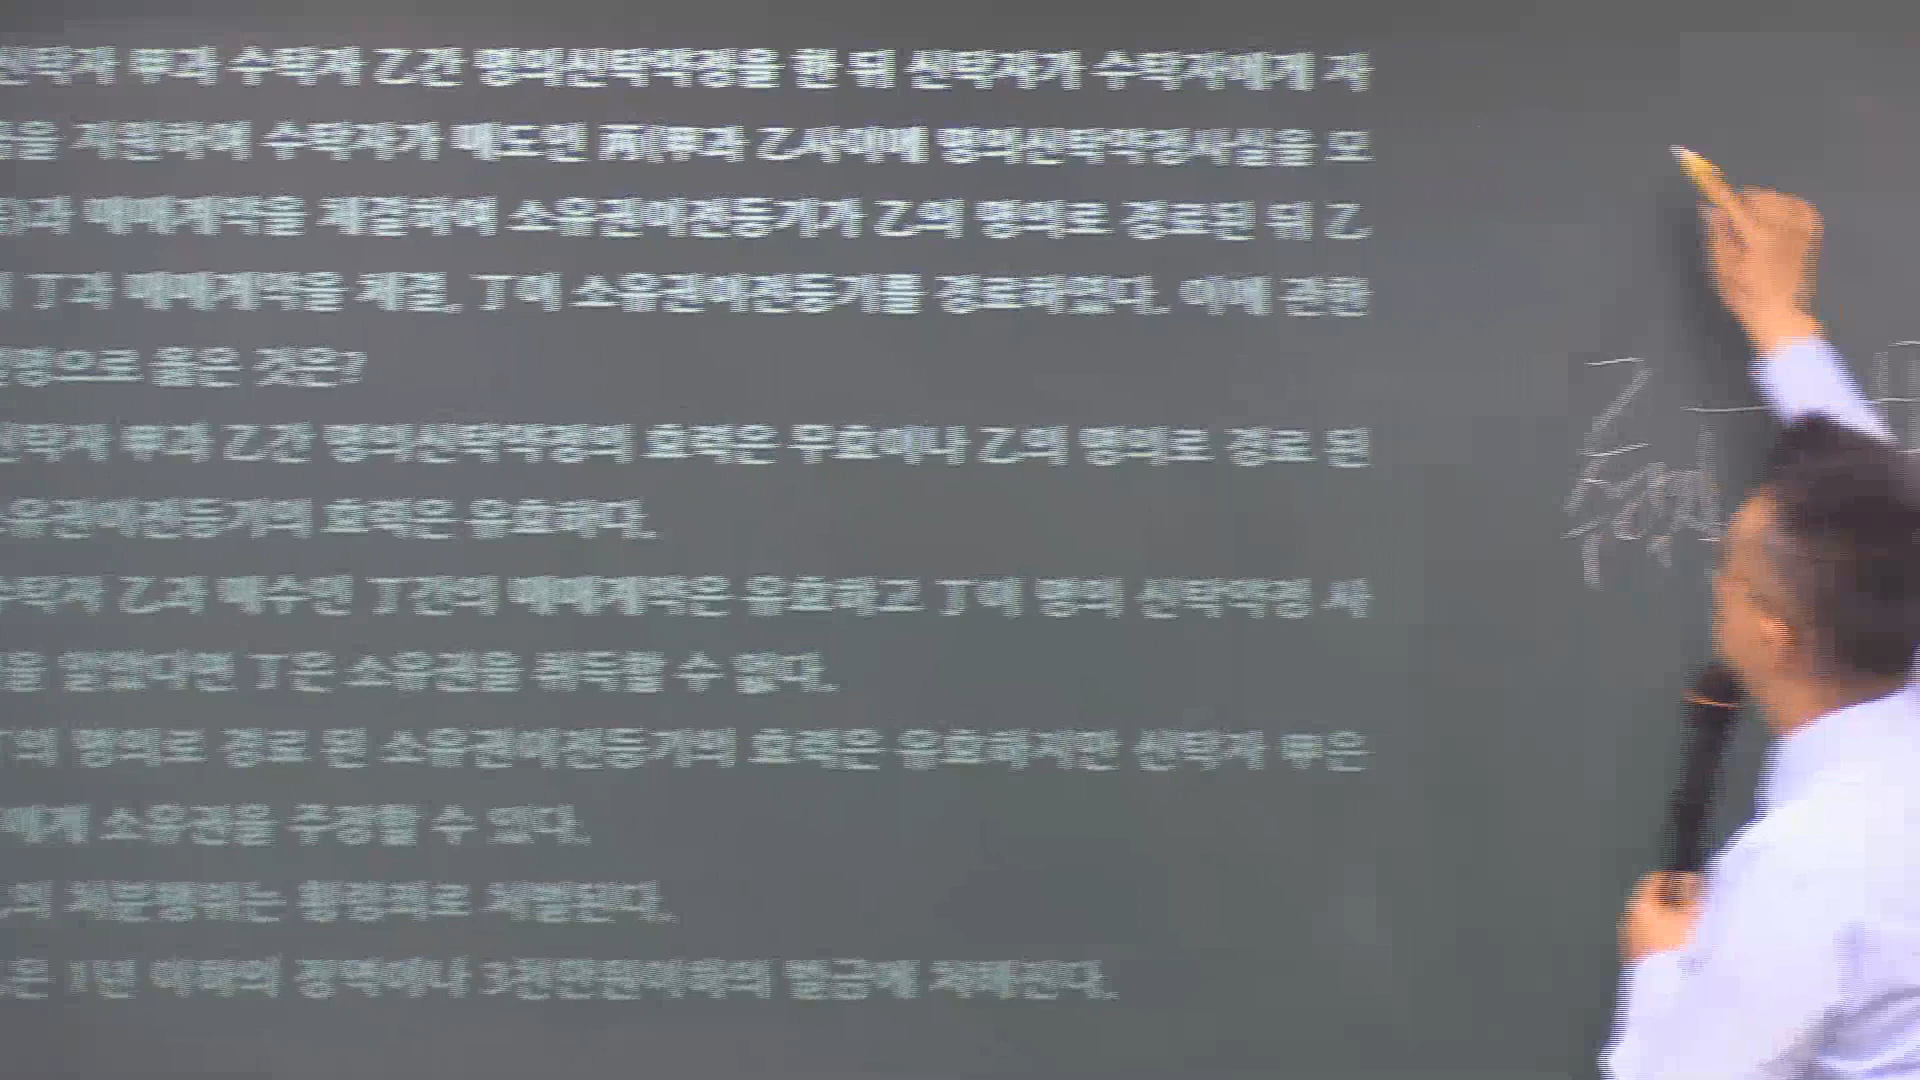 신탁자 甲과 수탁자 乙간 명의신탁약정을 한 뒤 신탁자가 수탁자에게 자
을 지원하여 수탁자가 매도인 丙(甲과 乙사이에 명의신탁약정사실을 모
과 매매계약을 체결하여 소유권이전등기가 乙의 명의로 경료된 뒤 乙
丁과 매매계약을 체결, 丁이 소유권이전등기를 경료하였다. 이에 관한
명으로 옳은 것은?
신탁자 甲과 乙간 명의신탁약정의 효력은 무효이나 乙의 명의로 경료 된
소유권이전등기의 효력은 유효하다.
수탁자 乙과 매수인 丁간의 매매계약은 유효하고 丁이 명의 신탁약정 사
을 알았다면 丁은 소유권을 취득할 수 없다.
丁의 명의로 경료 된 소유권이전등기의 효력은 유효하지만 신탁자 甲은
에게 소유권을 주장할 수 있다.
의 처분행위는 횡령죄로 처벌된다.
은 1년 이하의 징역이나 3천만원이하의 벌금에 처해진다.
乙